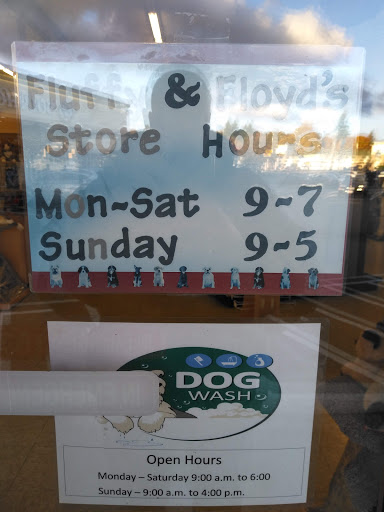 Fluffy & Floyd's
Store Hours
Mon~Sat 9~7
Sunday 9~5
DOG
WASH
Open Hours
Monday – Saturday 9:00 a.m. to 6:00
Sunday – 9:00 a.m. to 4:00 p.m.